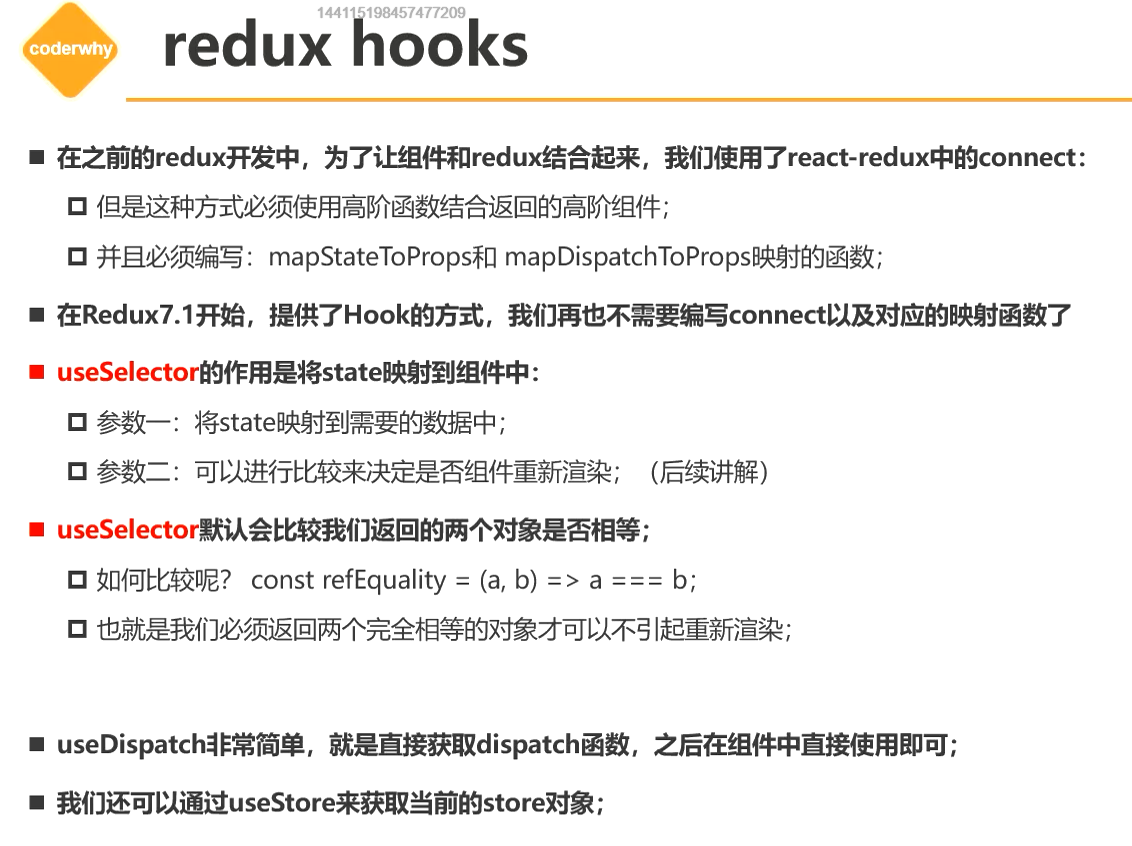 144115198457477209
coderwhy
redux hooks
在之前的redux开发中，为了让组件和redux结合起来，我们使用了react-redux中的connect：
但是这种方式必须使用高阶函数结合返回的高阶组件；
并且必须编写：mapStateToProps和 mapDispatchToProps映射的函数；
在Redux7.1开始，提供了Hook的方式，我们再也不需要编写connect以及对应的映射函数了
useSelector的作用是将state映射到组件中：
参数一：将state映射到需要的数据中；
参数二：可以进行比较来决定是否组件重新渲染；（后续讲解）
useSelector默认会比较我们返回的两个对象是否相等；
如何比较呢？ const refEquality = (a, b) => a === b；
也就是我们必须返回两个完全相等的对象才可以不引起重新渲染；
useDispatch非常简单，就是直接获取dispatch函数，之后在组件中直接使用即可；
我们还可以通过useStore来获取当前的store对象；